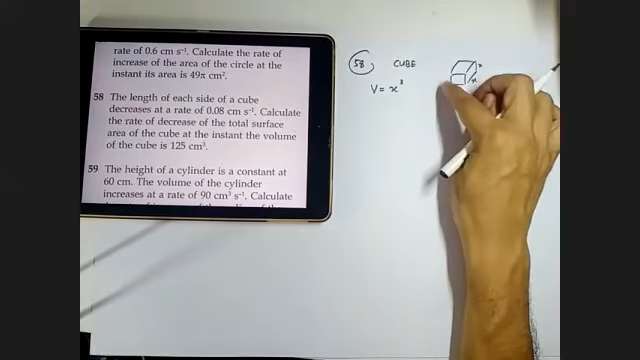 rate of 0.6 cm s⁻¹. Calculate the rate of
increase of the area of the circle at the
instant its area is 49π cm².
58 The length of each side of a cube
decreases at a rate of 0.08 cm s⁻¹. Calculate
the rate of decrease of the total surface
area of the cube at the instant the volume
of the cube is 125 cm³.
59 The height of a cylinder is a constant at
60 cm. The volume of the cylinder
increases at a rate of 90 cm³ s⁻¹. Calculate
58 CUBE
V = x³
x
x